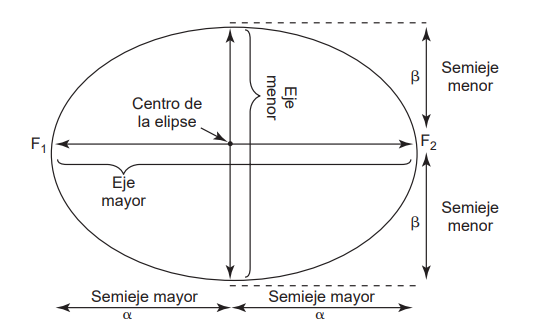 β
Semieje
menor
Eje
menor
Centro de
la elipse
F1
F2
Eje
mayor
β
Semieje
menor
Semieje mayor
α
Semieje mayor
α